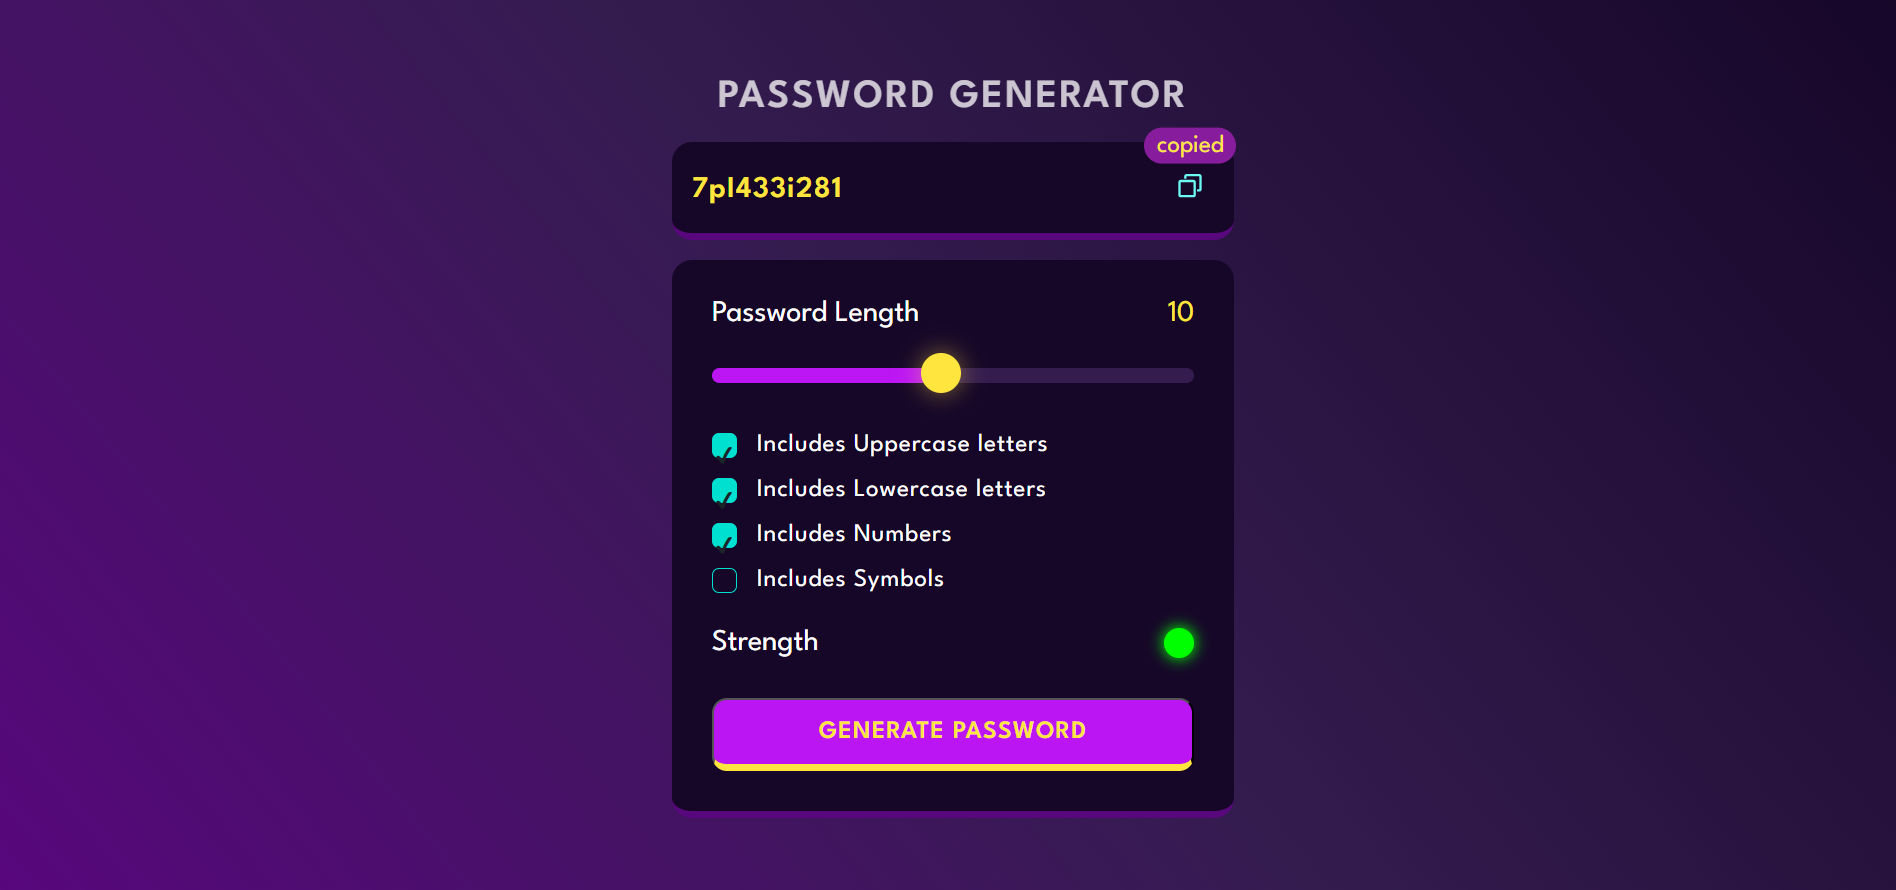 PASSWORD GENERATOR
copied
7pI433i281
Password Length 10
Includes Uppercase letters
Includes Lowercase letters
Includes Numbers
Includes Symbols
Strength
GENERATE PASSWORD